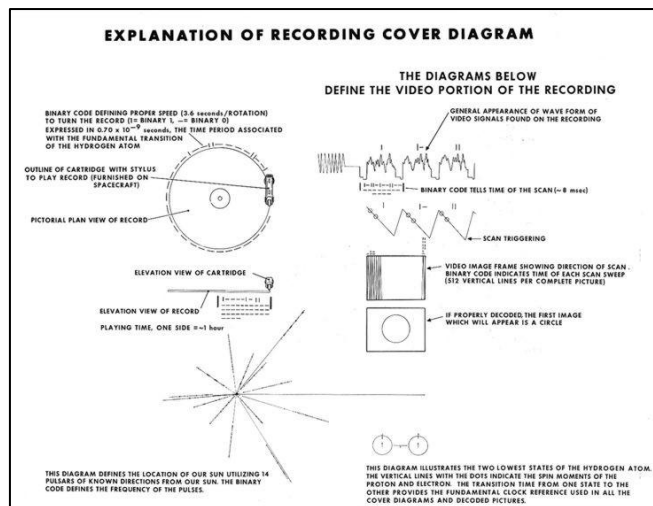 EXPLANATION OF RECORDING COVER DIAGRAM
BINARY CODE DEFINING PROPER SPEED (3.6 seconds/ROTATION)
TO TURN THE RECORD (|= BINARY 1, —= BINARY 0)
EXPRESSED IN 0.70 x 10⁻⁹ seconds, THE TIME PERIOD ASSOCIATED
WITH THE FUNDAMENTAL TRANSITION
OF THE HYDROGEN ATOM
OUTLINE OF CARTRIDGE WITH STYLUS
TO PLAY RECORD (FURNISHED ON
SPACECRAFT)
PICTORIAL PLAN VIEW OF RECORD
ELEVATION VIEW OF CARTRIDGE
ELEVATION VIEW OF RECORD
PLAYING TIME, ONE SIDE = ~1 hour
THIS DIAGRAM DEFINES THE LOCATION OF OUR SUN UTILIZING 14
PULSARS OF KNOWN DIRECTIONS FROM OUR SUN. THE BINARY
CODE DEFINES THE FREQUENCY OF THE PULSES.
THE DIAGRAMS BELOW
DEFINE THE VIDEO PORTION OF THE RECORDING
GENERAL APPEARANCE OF WAVE FORM OF
VIDEO SIGNALS FOUND ON THE RECORDING
BINARY CODE TELLS TIME OF THE SCAN (~ 8 msec)
SCAN TRIGGERING
VIDEO IMAGE FRAME SHOWING DIRECTION OF SCAN.
BINARY CODE INDICATES TIME OF EACH SCAN SWEEP
(512 VERTICAL LINES PER COMPLETE PICTURE)
IF PROPERLY DECODED, THE FIRST IMAGE
WHICH WILL APPEAR IS A CIRCLE
THIS DIAGRAM ILLUSTRATES THE TWO LOWEST STATES OF THE HYDROGEN ATOM.
THE VERTICAL LINES WITH THE DOTS INDICATE THE SPIN MOMENTS OF THE
PROTON AND ELECTRON. THE TRANSITION TIME FROM ONE STATE TO THE
OTHER PROVIDES THE FUNDAMENTAL CLOCK REFERENCE USED IN ALL THE
COVER DIAGRAMS AND DECODED PICTURES.